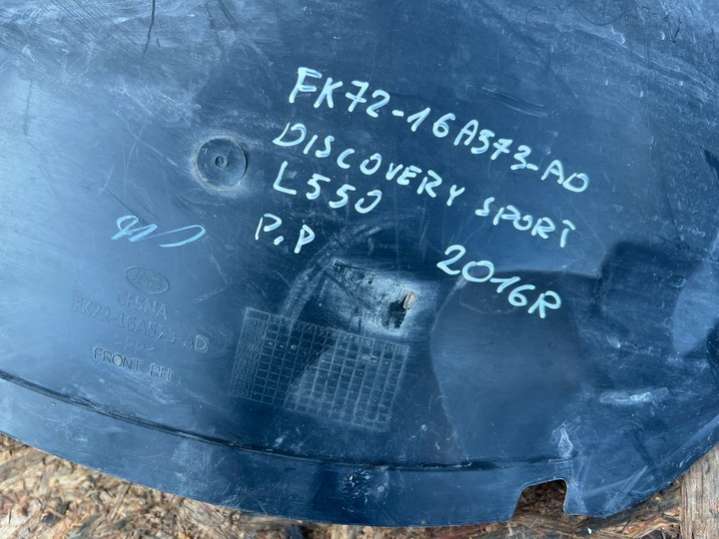 FK72-16A573-AD
DISCOVERY SPORT
L550
P.P
2016R
FRONT RH